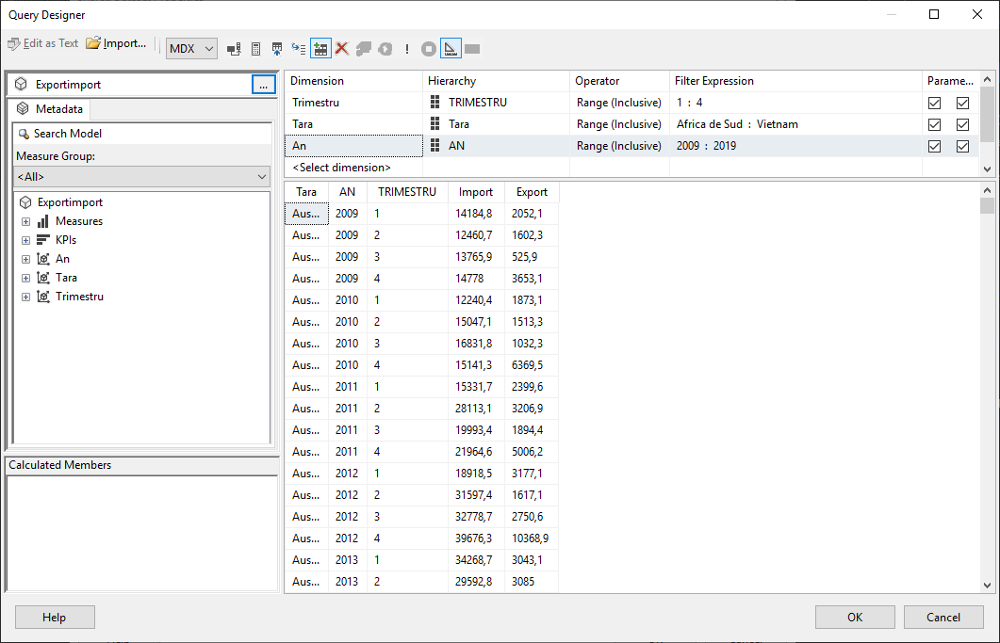 Query Designer
Edit as Text Import... MDX !
Exportimport ...
Metadata
Search Model
Measure Group:
<All>
Exportimport
Measures
KPIs
An
Tara
Trimestru
Calculated Members
Dimension Hierarchy Operator Filter Expression Parame...
Trimestru TRIMESTRU Range (Inclusive) 1 : 4
Tara Tara Range (Inclusive) Africa de Sud : Vietnam
An AN Range (Inclusive) 2009 : 2019
<Select dimension>
Tara AN TRIMESTRU Import Export
Aus... 2009 1 14184,8 2052,1
Aus... 2009 2 12460,7 1602,3
Aus... 2009 3 13765,9 525,9
Aus... 2009 4 14778 3653,1
Aus... 2010 1 12240,4 1873,1
Aus... 2010 2 15047,1 1513,3
Aus... 2010 3 16831,8 1032,3
Aus... 2010 4 15141,3 6369,5
Aus... 2011 1 15331,7 2399,6
Aus... 2011 2 28113,1 3206,9
Aus... 2011 3 19993,4 1894,4
Aus... 2011 4 21964,6 5006,2
Aus... 2012 1 18918,5 3177,1
Aus... 2012 2 31597,4 1617,1
Aus... 2012 3 32778,7 2750,6
Aus... 2012 4 39676,3 10368,9
Aus... 2013 1 34268,7 3043,1
Aus... 2013 2 29592,8 3085
Help OK Cancel